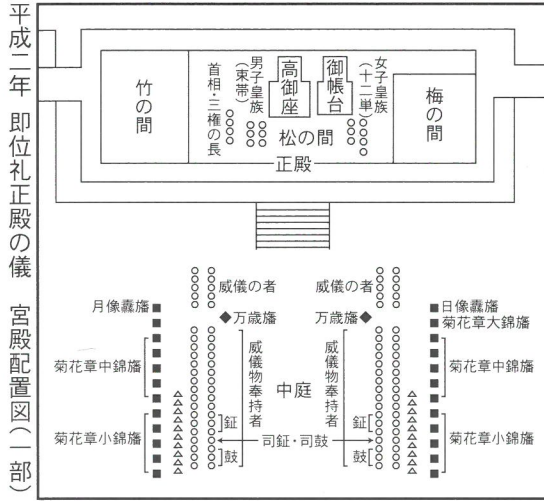 平成二年 即位礼正殿の儀 宮殿配置図(一部)
竹の間
首相・三権の長
男子皇族
(束帯)
高御座
御帳台
女子皇族
(十二単)
梅の間
松の間
正殿
威儀の者
威儀の者
月像纛旛
万歳旛
万歳旛
日像纛旛
菊花章大錦旛
菊花章中錦旛
威儀物奉持者
中庭
威儀物奉持者
菊花章中錦旛
菊花章小錦旛
鉦
司鉦・司鼓
鉦
菊花章小錦旛
鼓
鼓